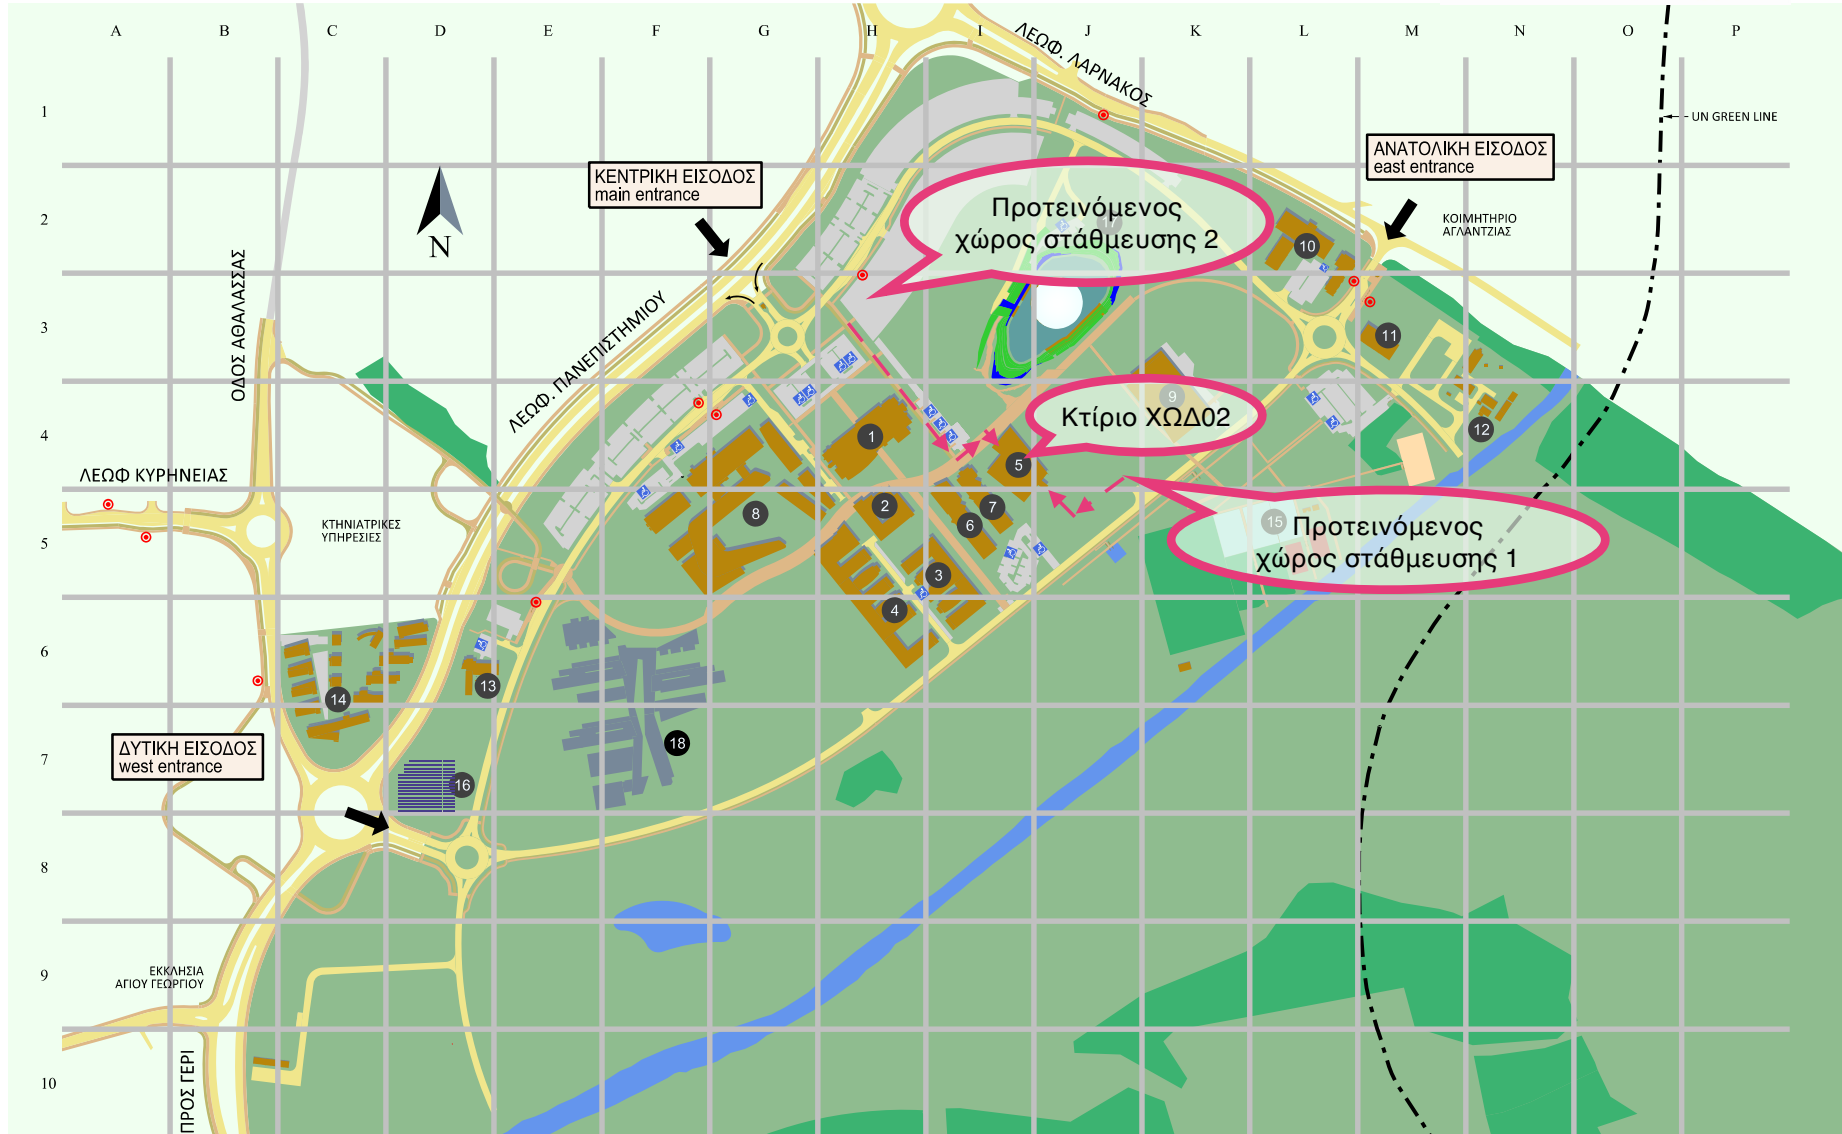 A B C D E F G H I J K L M N O P
ΛΕΩΦ. ΛΑΡΝΑΚΟΣ
1
UN GREEN LINE
ΚΕΝΤΡΙΚΗ ΕΙΣΟΔΟΣ
main entrance
ΑΝΑΤΟΛΙΚΗ ΕΙΣΟΔΟΣ
east entrance
2
N
Προτεινόμενος
χώρος στάθμευσης 2
17
10
ΚΟΙΜΗΤΗΡΙΟ
ΑΓΛΑΝΤΖΙΑΣ
ΟΔΟΣ ΑΘΑΛΑΣΣΑΣ
3
ΛΕΩΦ. ΠΑΝΕΠΙΣΤΗΜΙΟΥ
11
4
9
Κτίριο ΧΩΔ02
1
12
5
ΛΕΩΦ ΚΥΡΗΝΕΙΑΣ
5
ΚΤΗΝΙΑΤΡΙΚΕΣ
ΥΠΗΡΕΣΙΕΣ
8
2
7
6
15
Προτεινόμενος
χώρος στάθμευσης 1
3
4
6
14
13
18
7
ΔΥΤΙΚΗ ΕΙΣΟΔΟΣ
west entrance
16
8
9
ΕΚΚΛΗΣΙΑ
ΑΓΙΟΥ ΓΕΩΡΓΙΟΥ
10
ΠΡΟΣ ΓΕΡΙ